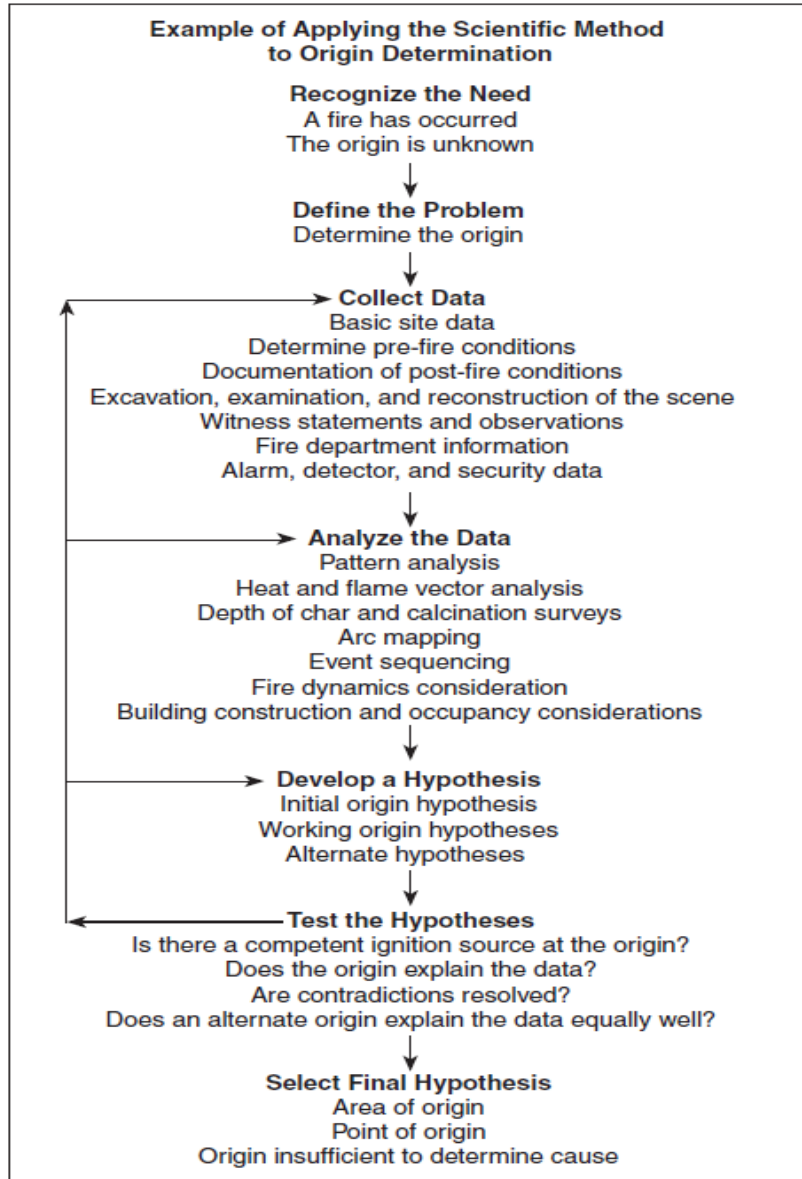 Example of Applying the Scientific Method
to Origin Determination
Recognize the Need
A fire has occurred
The origin is unknown
Define the Problem
Determine the origin
Collect Data
Basic site data
Determine pre-fire conditions
Documentation of post-fire conditions
Excavation, examination, and reconstruction of the scene
Witness statements and observations
Fire department information
Alarm, detector, and security data
Analyze the Data
Pattern analysis
Heat and flame vector analysis
Depth of char and calcination surveys
Arc mapping
Event sequencing
Fire dynamics consideration
Building construction and occupancy considerations
Develop a Hypothesis
Initial origin hypothesis
Working origin hypotheses
Alternate hypotheses
Test the Hypotheses
Is there a competent ignition source at the origin?
Does the origin explain the data?
Are contradictions resolved?
Does an alternate origin explain the data equally well?
Select Final Hypothesis
Area of origin
Point of origin
Origin insufficient to determine cause